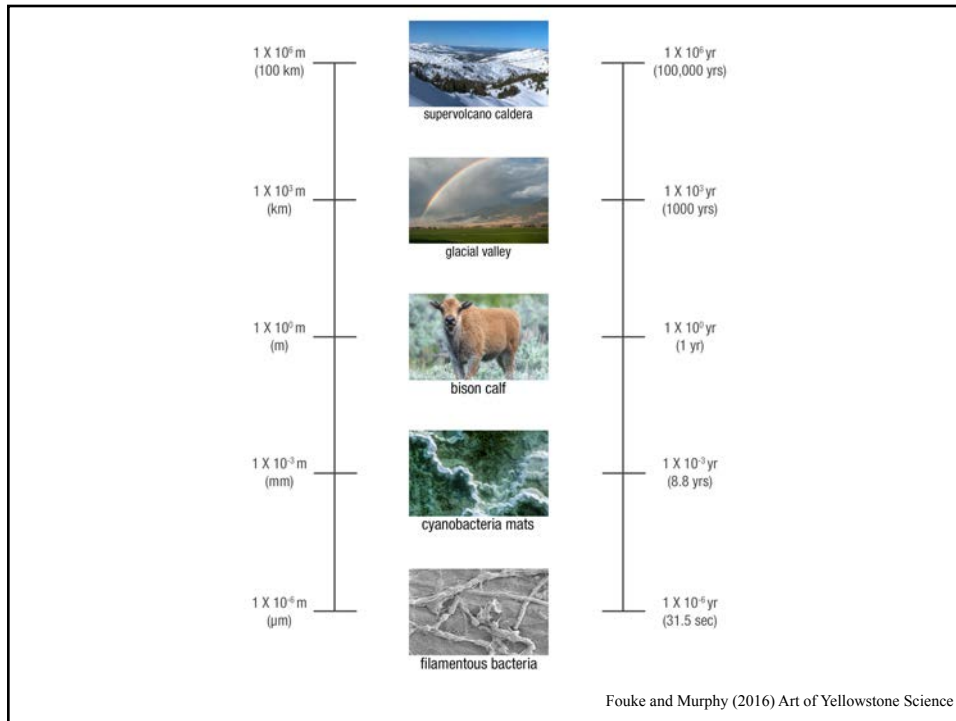 1 X 10⁶ m
(100 km)
supervolcano caldera
1 X 10⁶ yr
(100,000 yrs)
1 X 10³ m
(km)
glacial valley
1 X 10³ yr
(1000 yrs)
1 X 10⁰ m
(m)
bison calf
1 X 10⁰ yr
(1 yr)
1 X 10⁻³ m
(mm)
cyanobacteria mats
1 X 10⁻³ yr
(8.8 yrs)
1 X 10⁻⁶ m
(µm)
filamentous bacteria
1 X 10⁻⁶ yr
(31.5 sec)
Fouke and Murphy (2016) Art of Yellowstone Science